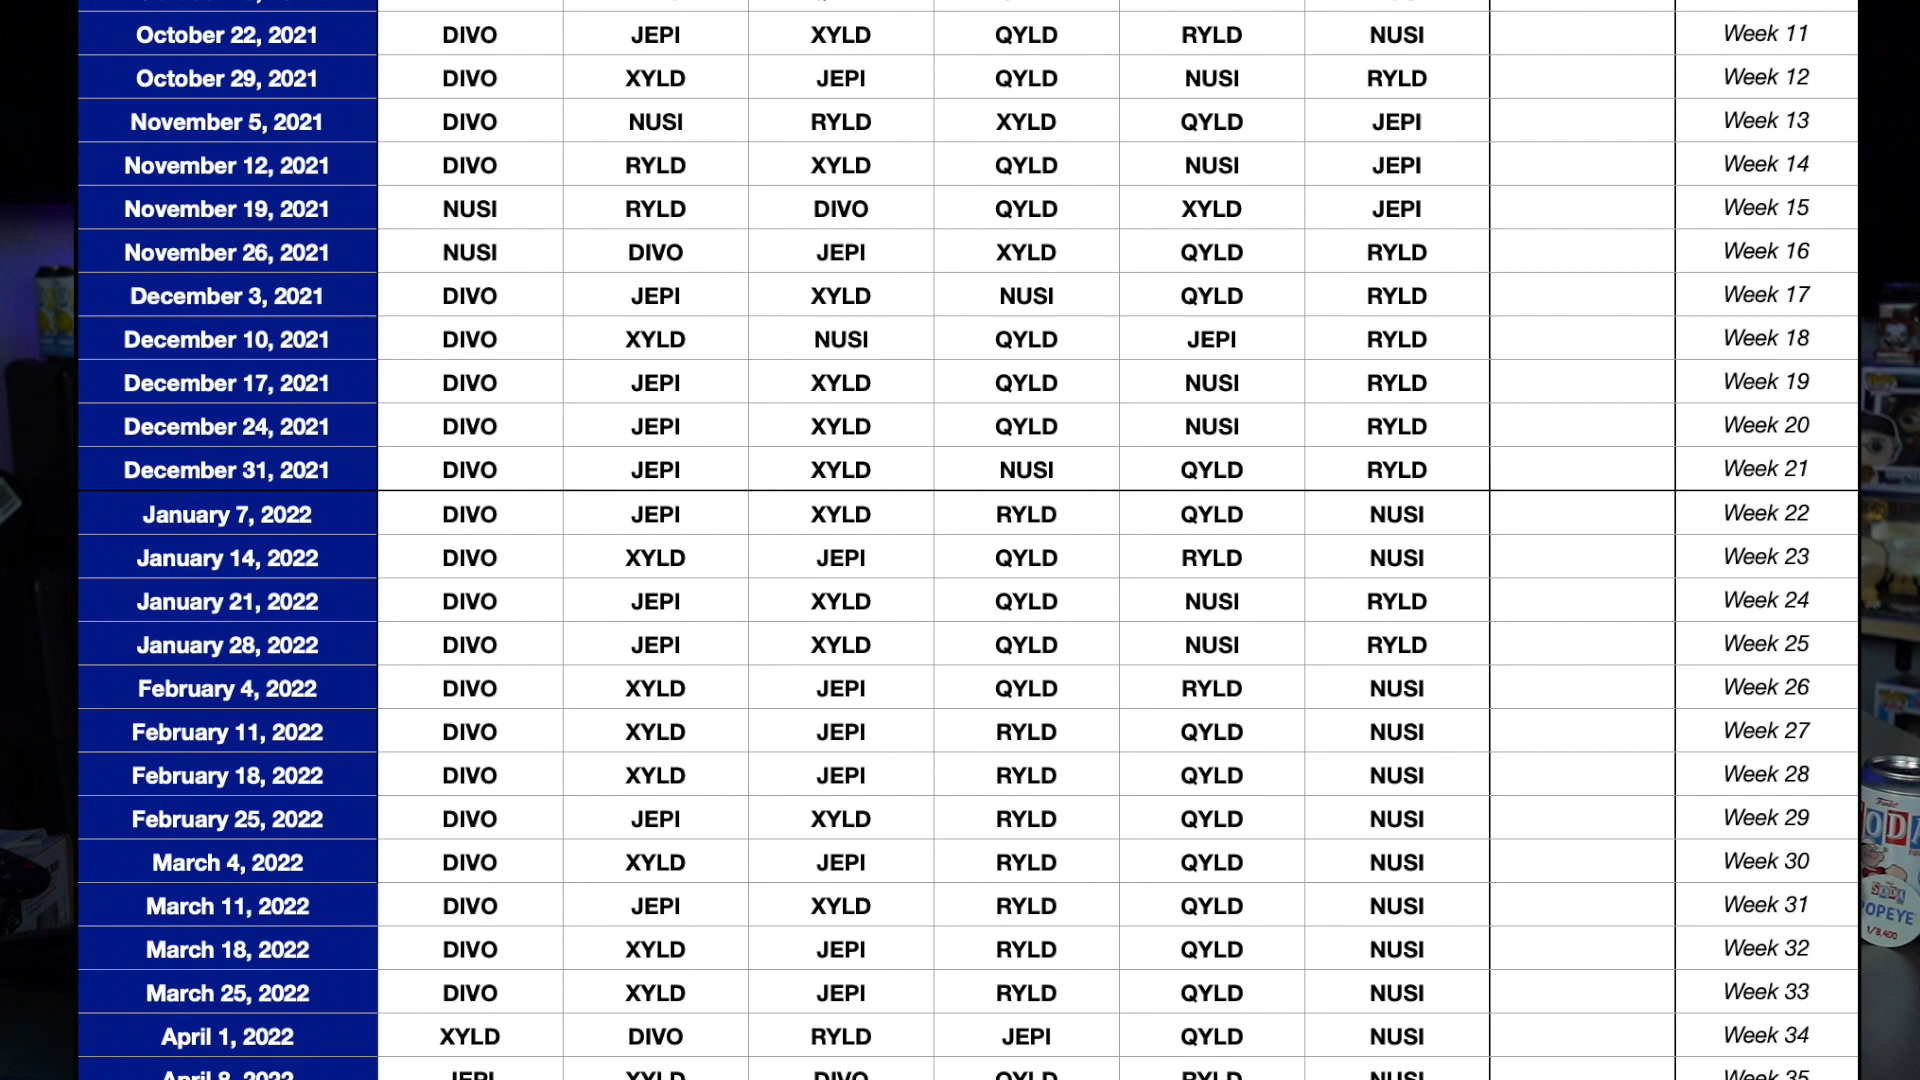 October 22, 2021 DIVO JEPI XYLD QYLD RYLD NUSI Week 11
October 29, 2021 DIVO XYLD JEPI QYLD NUSI RYLD Week 12
November 5, 2021 DIVO NUSI RYLD XYLD QYLD JEPI Week 13
November 12, 2021 DIVO RYLD XYLD QYLD NUSI JEPI Week 14
November 19, 2021 NUSI RYLD DIVO QYLD XYLD JEPI Week 15
November 26, 2021 NUSI DIVO JEPI XYLD QYLD RYLD Week 16
December 3, 2021 DIVO JEPI XYLD NUSI QYLD RYLD Week 17
December 10, 2021 DIVO XYLD NUSI QYLD JEPI RYLD Week 18
December 17, 2021 DIVO JEPI XYLD QYLD NUSI RYLD Week 19
December 24, 2021 DIVO JEPI XYLD QYLD NUSI RYLD Week 20
December 31, 2021 DIVO JEPI XYLD NUSI QYLD RYLD Week 21
January 7, 2022 DIVO JEPI XYLD RYLD QYLD NUSI Week 22
January 14, 2022 DIVO XYLD JEPI QYLD RYLD NUSI Week 23
January 21, 2022 DIVO JEPI XYLD QYLD NUSI RYLD Week 24
January 28, 2022 DIVO JEPI XYLD QYLD NUSI RYLD Week 25
February 4, 2022 DIVO XYLD JEPI QYLD RYLD NUSI Week 26
February 11, 2022 DIVO XYLD JEPI RYLD QYLD NUSI Week 27
February 18, 2022 DIVO XYLD JEPI RYLD QYLD NUSI Week 28
February 25, 2022 DIVO JEPI XYLD RYLD QYLD NUSI Week 29
March 4, 2022 DIVO XYLD JEPI RYLD QYLD NUSI Week 30
March 11, 2022 DIVO JEPI XYLD RYLD QYLD NUSI Week 31
March 18, 2022 DIVO XYLD JEPI RYLD QYLD NUSI Week 32
March 25, 2022 DIVO XYLD JEPI RYLD QYLD NUSI Week 33
April 1, 2022 XYLD DIVO RYLD JEPI QYLD NUSI Week 34
April 8, 2022 JEPI XYLD DIVO QYLD RYLD NUSI Week 35
Funko
SODA
POPEYE
1/8,400